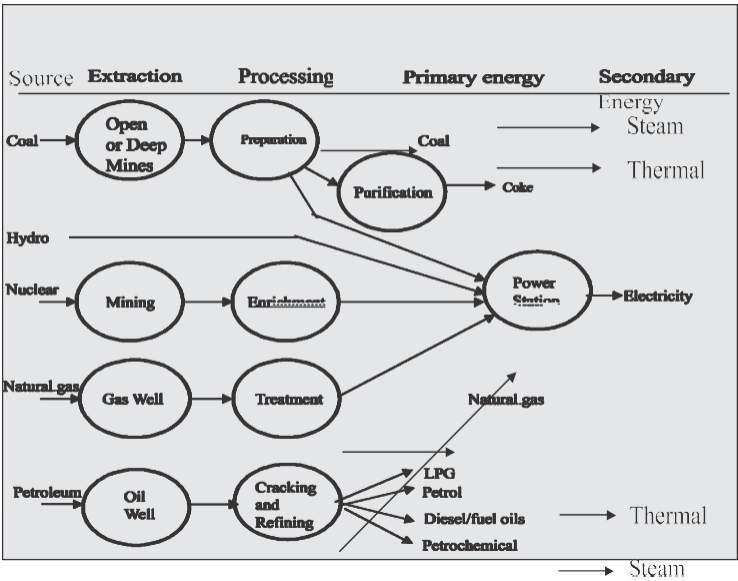 Source Extraction Processing Primary energy Secondary
Energy
Coal
Open
or Deep
Mines
Preparation
Coal
Steam
Purification
Coke
Thermal
Hydro
Nuclear
Mining
Enrichment
Power
Station
Electricity
Natural gas
Gas Well
Treatment
Natural gas
Petroleum
Oil
Well
Cracking
and
Refining
LPG
Petrol
Diesel/fuel oils
Petrochemical
Thermal
Steam